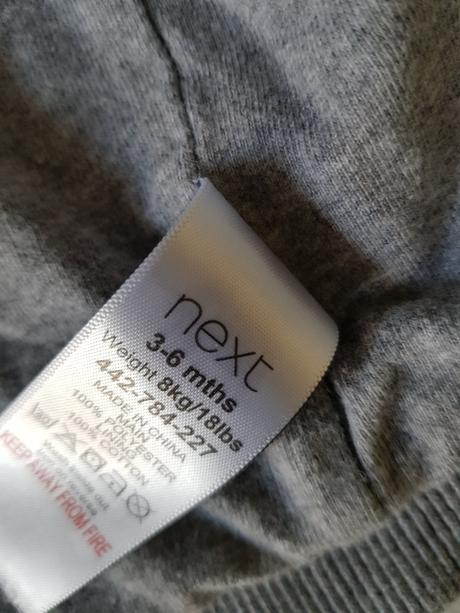 next
3-6 mths
Weight 8kg/18lbs
442-784-227
MADE IN CHINA
MAIN
100% POLYESTER
LINING
100% COTTON
KEEP AWAY FROM FIRE